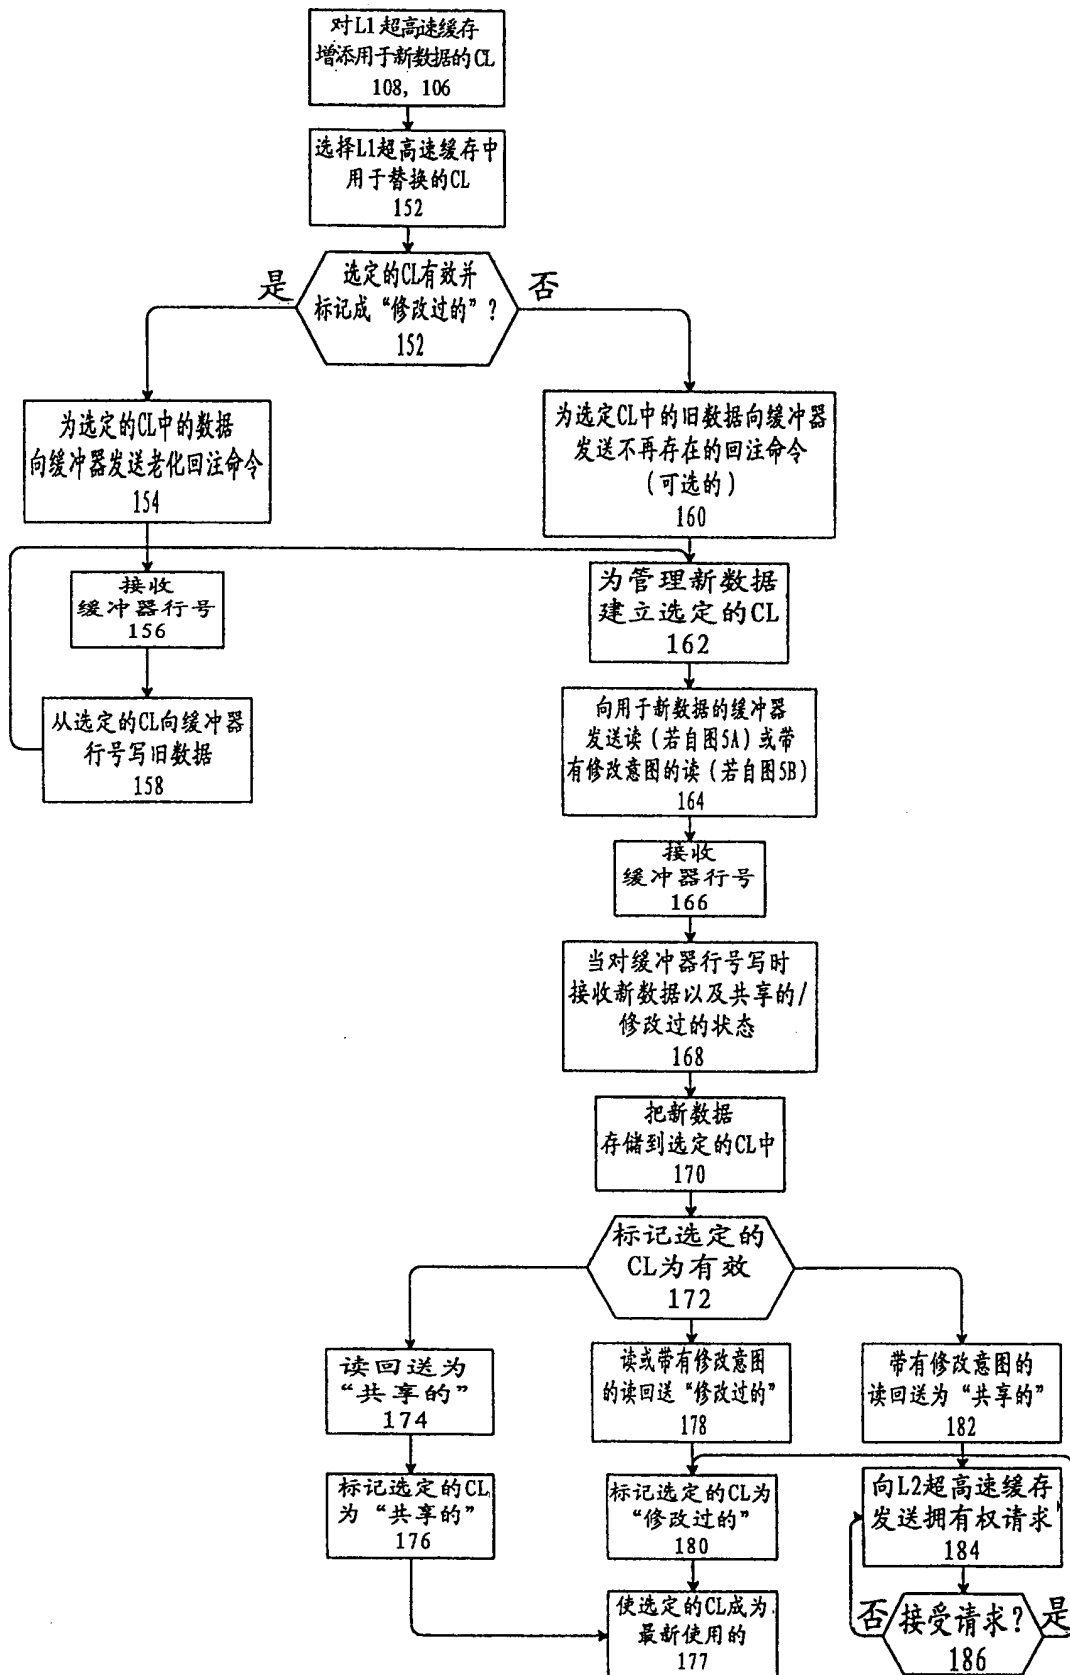 对L1超高速缓存
增添用于新数据的CL
108, 106
选择L1超高速缓存中
用于替换的CL
152
选定的CL有效并
标记成“修改过的”？
152
是
否
为选定的CL中的数据
向缓冲器发送老化回注命令
154
为选定CL中的旧数据向缓冲器
发送不再存在的回注命令
（可选的）
160
接收
缓冲器行号
156
为管理新数据
建立选定的CL
162
从选定的CL向缓冲器
行号写旧数据
158
向用于新数据的缓冲器
发送读（若自图5A）或带
有修改意图的读（若自图5B）
164
接收
缓冲器行号
166
当对缓冲器行号写时
接收新数据以及共享的/
修改过的状态
168
把新数据
存储到选定的CL中
170
标记选定的
CL为有效
172
读回送为
“共享的”
174
读或带有修改意图
的读回送“修改过的”
178
带有修改意图的
读回送为“共享的”
182
标记选定的CL
为“共享的”
176
标记选定的CL为
“修改过的”
180
向L2超高速缓存
发送拥有权请求
184
使选定的CL成为
最新使用的
177
否
接受请求？
186
是